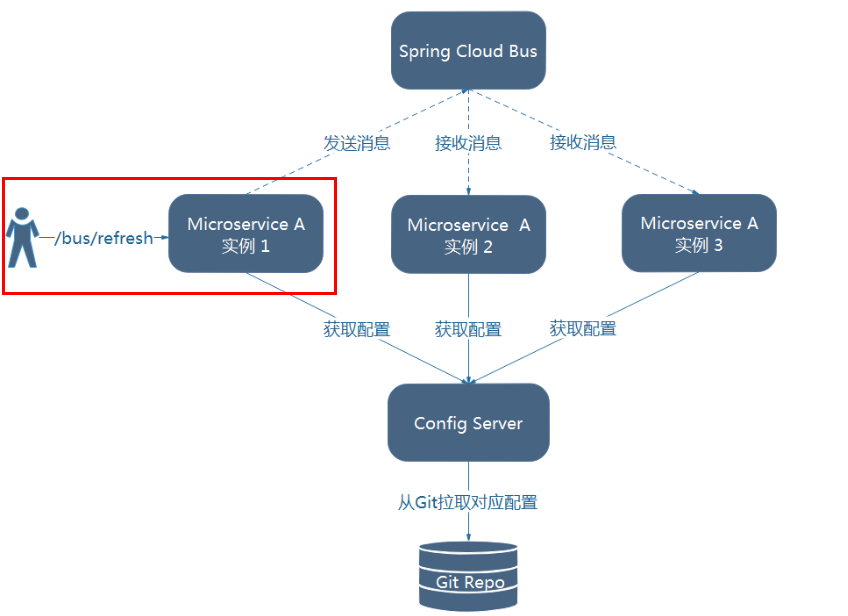 Spring Cloud Bus
发送消息
接收消息
接收消息
/bus/refresh
Microservice A
实例 1
Microservice A
实例 2
Microservice A
实例 3
获取配置
获取配置
获取配置
Config Server
从Git拉取对应配置
Git Repo